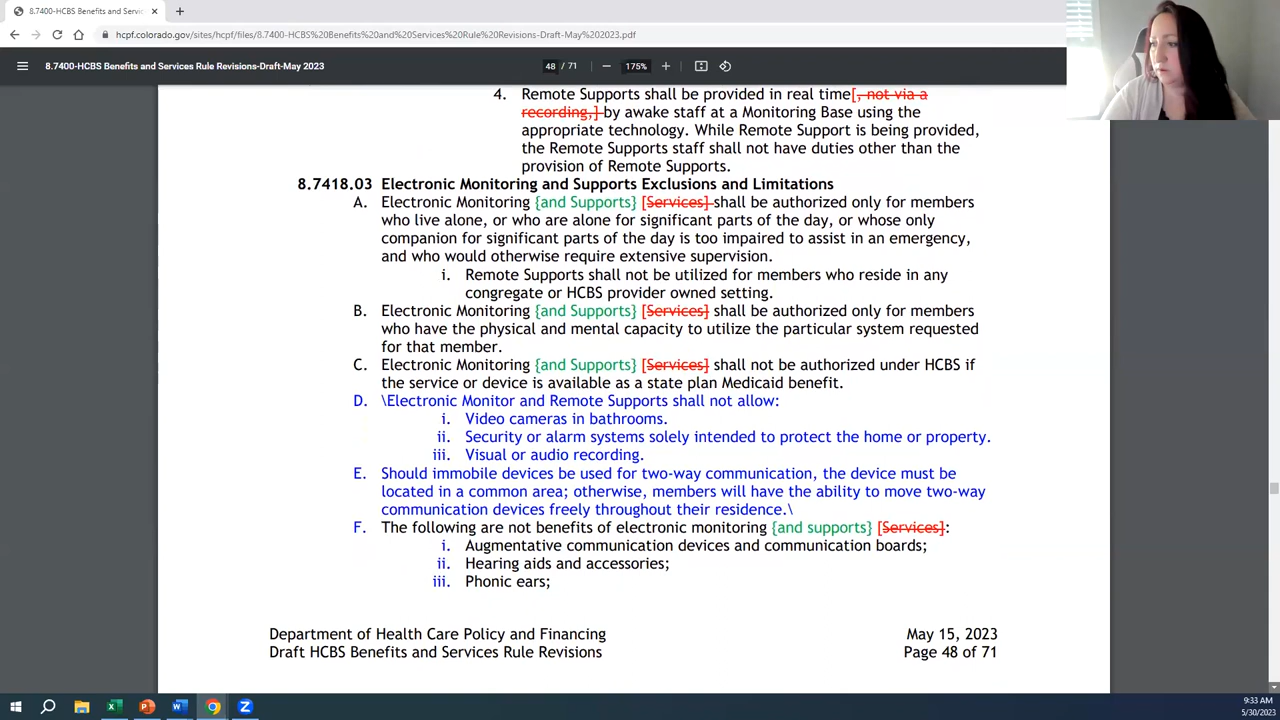 8.7400-HCBS Benefits and Servic
hcpf.colorado.gov/sites/hcpf/files/8.7400-HCBS%20Benefits%20and%20Services%20Rule%20Revisions-Draft-May%202023.pdf
8.7400-HCBS Benefits and Services Rule Revisions-Draft-May 2023
48 / 71
175%
4. Remote Supports shall be provided in real time[, not via a
recording,] by awake staff at a Monitoring Base using the
appropriate technology. While Remote Support is being provided,
the Remote Supports staff shall not have duties other than the
provision of Remote Supports.
8.7418.03 Electronic Monitoring and Supports Exclusions and Limitations
A. Electronic Monitoring {and Supports} [Services] shall be authorized only for members
who live alone, or who are alone for significant parts of the day, or whose only
companion for significant parts of the day is too impaired to assist in an emergency,
and who would otherwise require extensive supervision.
i. Remote Supports shall not be utilized for members who reside in any
congregate or HCBS provider owned setting.
B. Electronic Monitoring {and Supports} [Services] shall be authorized only for members
who have the physical and mental capacity to utilize the particular system requested
for that member.
C. Electronic Monitoring {and Supports} [Services] shall not be authorized under HCBS if
the service or device is available as a state plan Medicaid benefit.
D. \Electronic Monitor and Remote Supports shall not allow:
i. Video cameras in bathrooms.
ii. Security or alarm systems solely intended to protect the home or property.
iii. Visual or audio recording.
E. Should immobile devices be used for two-way communication, the device must be
located in a common area; otherwise, members will have the ability to move two-way
communication devices freely throughout their residence.\
F. The following are not benefits of electronic monitoring {and supports} [Services]:
i. Augmentative communication devices and communication boards;
ii. Hearing aids and accessories;
iii. Phonic ears;
Department of Health Care Policy and Financing
May 15, 2023
Draft HCBS Benefits and Services Rule Revisions
Page 48 of 71
9:33 AM
5/30/2023